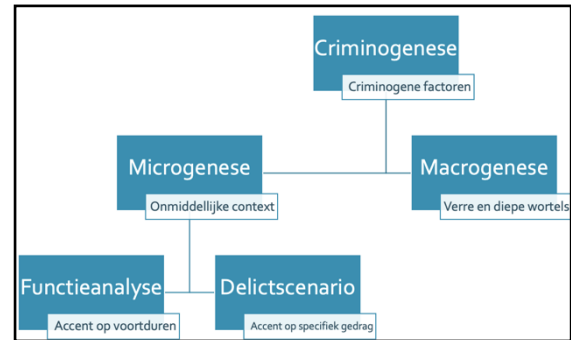 Criminogenese
Criminogene factoren
Microgenese
Onmiddellijke context
Macrogenese
Verre en diepe wortels
Functieanalyse
Accent op voortduren
Delictscenario
Accent op specifiek gedrag